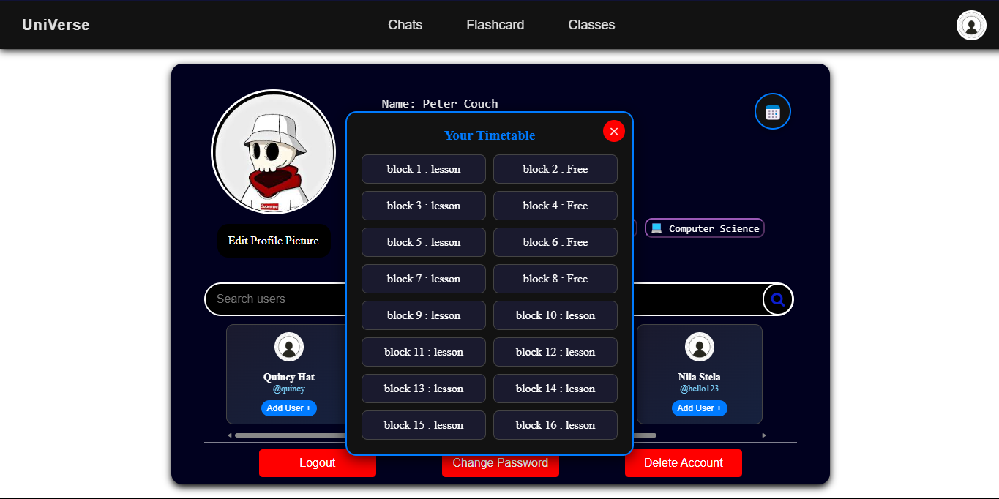 UniVerse
Chats
Flashcard
Classes
Name: Peter Couch
Your Timetable
block 1 : lesson
block 2 : Free
block 3 : lesson
block 4 : Free
block 5 : lesson
block 6 : Free
block 7 : lesson
block 8 : Free
block 9 : lesson
block 10 : lesson
block 11 : lesson
block 12 : lesson
block 13 : lesson
block 14 : lesson
block 15 : lesson
block 16 : lesson
Supreme
Edit Profile Picture
Computer Science
Search users
Quincy Hat
@quincy
Add User +
Nila Stela
@hello123
Add User +
Logout
Change Password
Delete Account